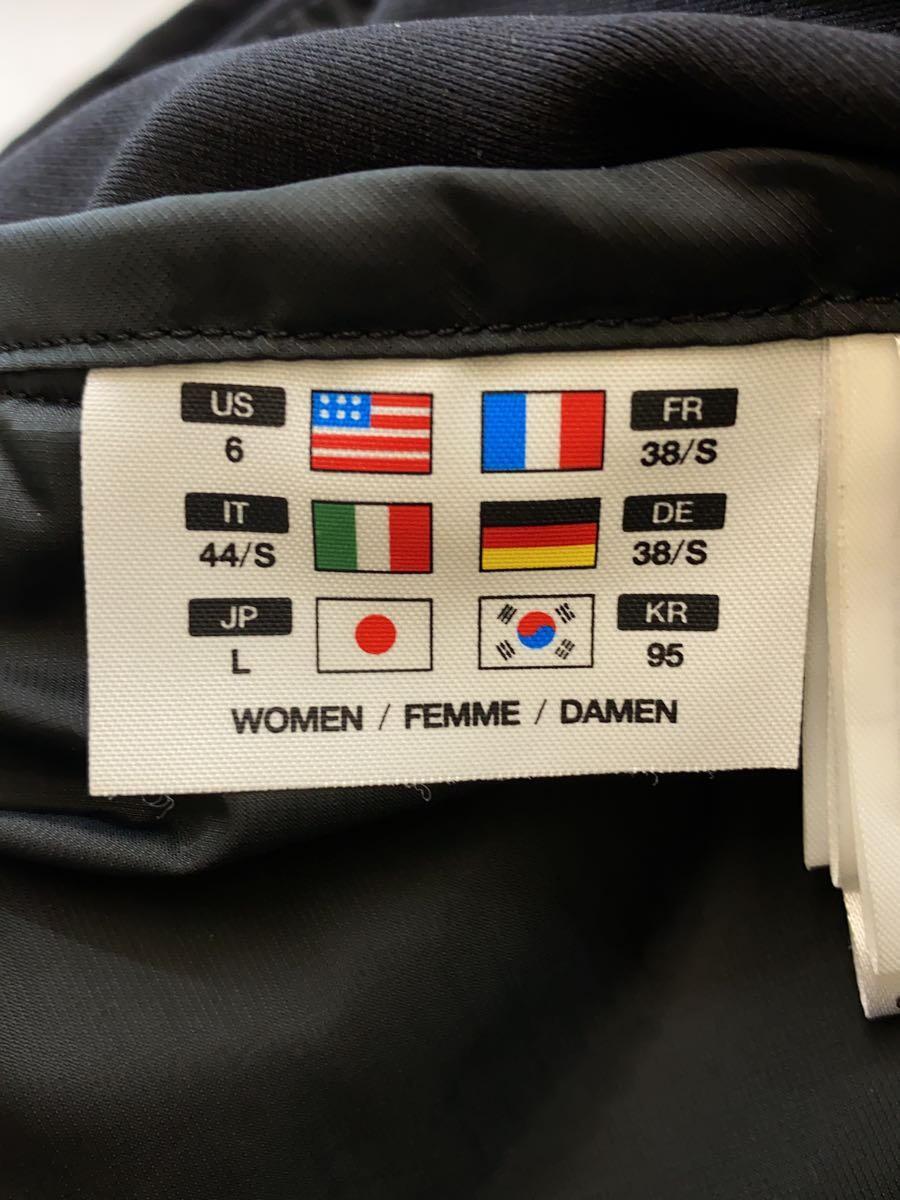 US FR
6 38/S
IT DE
44/S 38/S
JP KR
L 95
WOMEN / FEMME / DAMEN